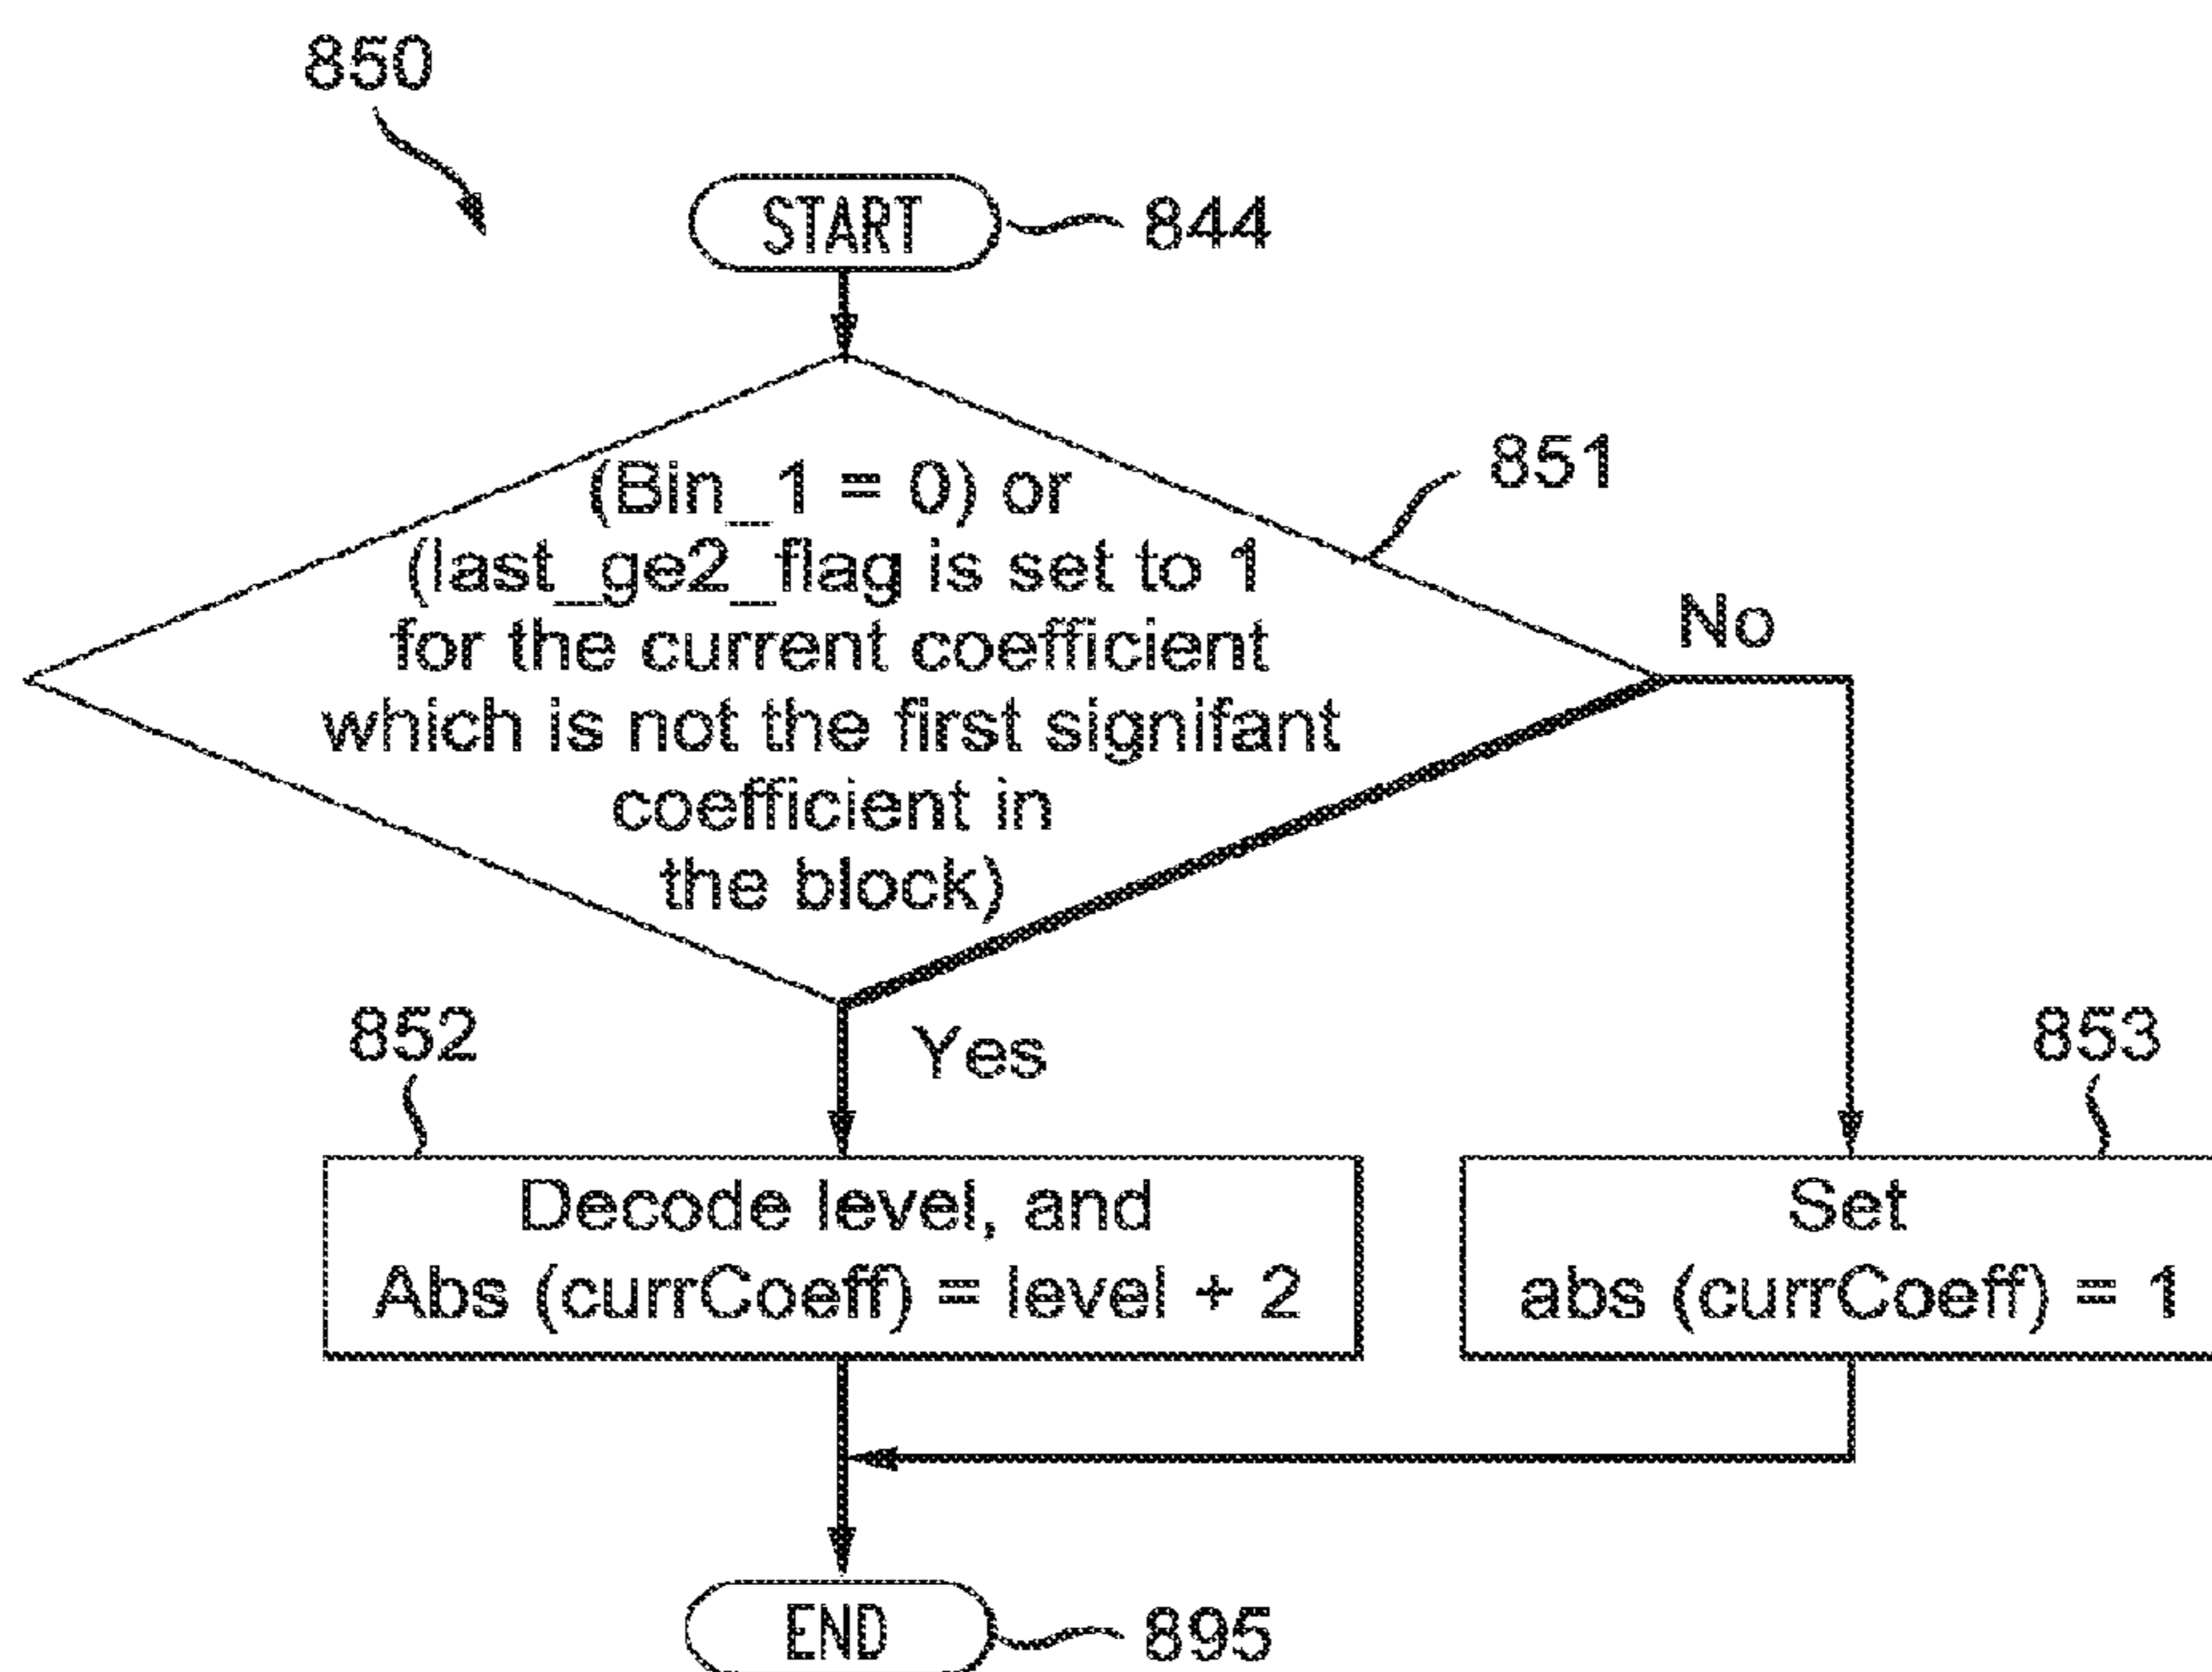 850
START
844
(Bin_1 = 0) or
(last_ge2_flag is set to 1
for the current coefficient
which is not the first signifant
coefficient in
the block)
851
No
Yes
852
Decode level, and
Abs (currCoeff) = level + 2
853
Set
abs (currCoeff) = 1
END
895